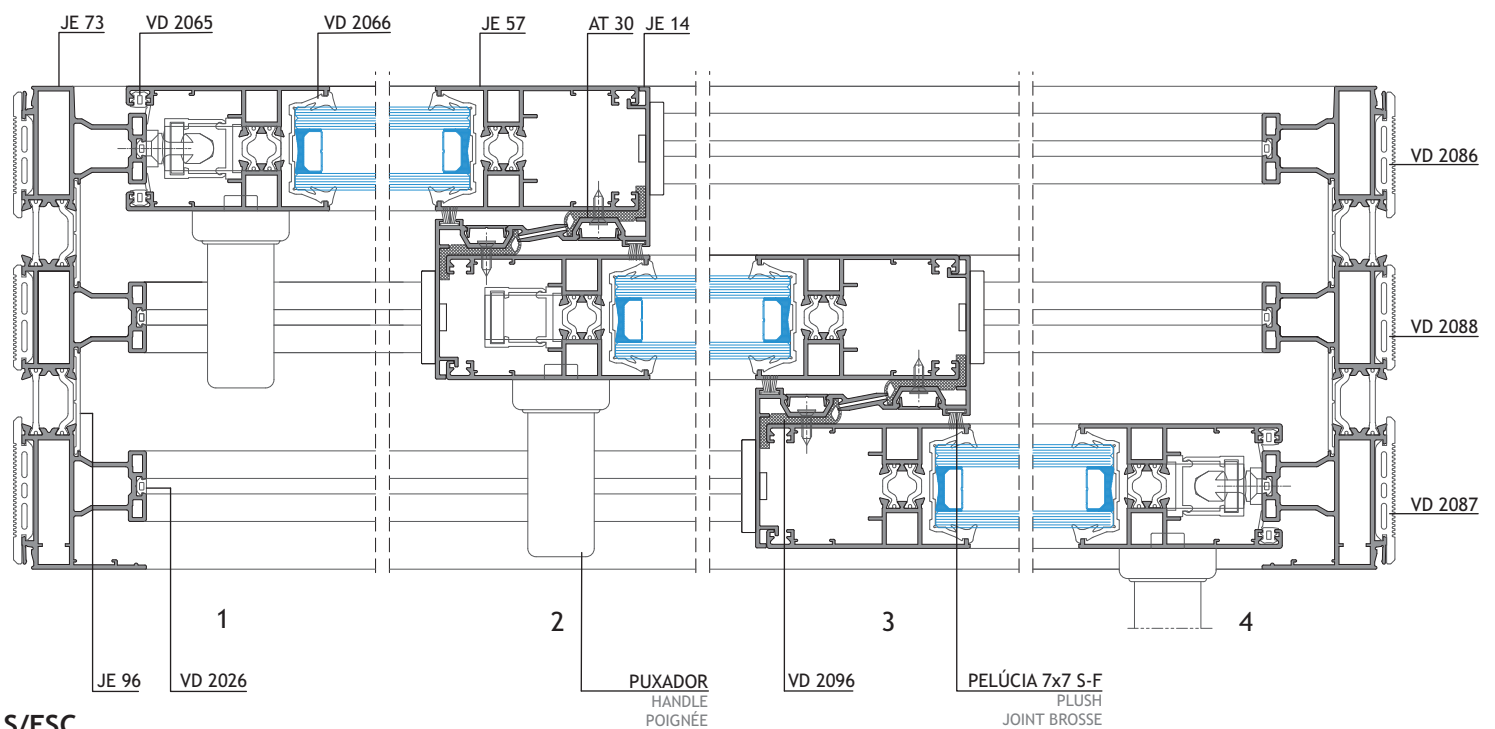 JE 73
VD 2065
VD 2066
JE 57
AT 30
JE 14
VD 2086
VD 2088
VD 2087
1
2
3
4
JE 96
VD 2026
PUXADOR
HANDLE
POIGNÉE
VD 2096
PELÚCIA 7x7 S-F
PLUSH
JOINT BROSSE
S/ESC